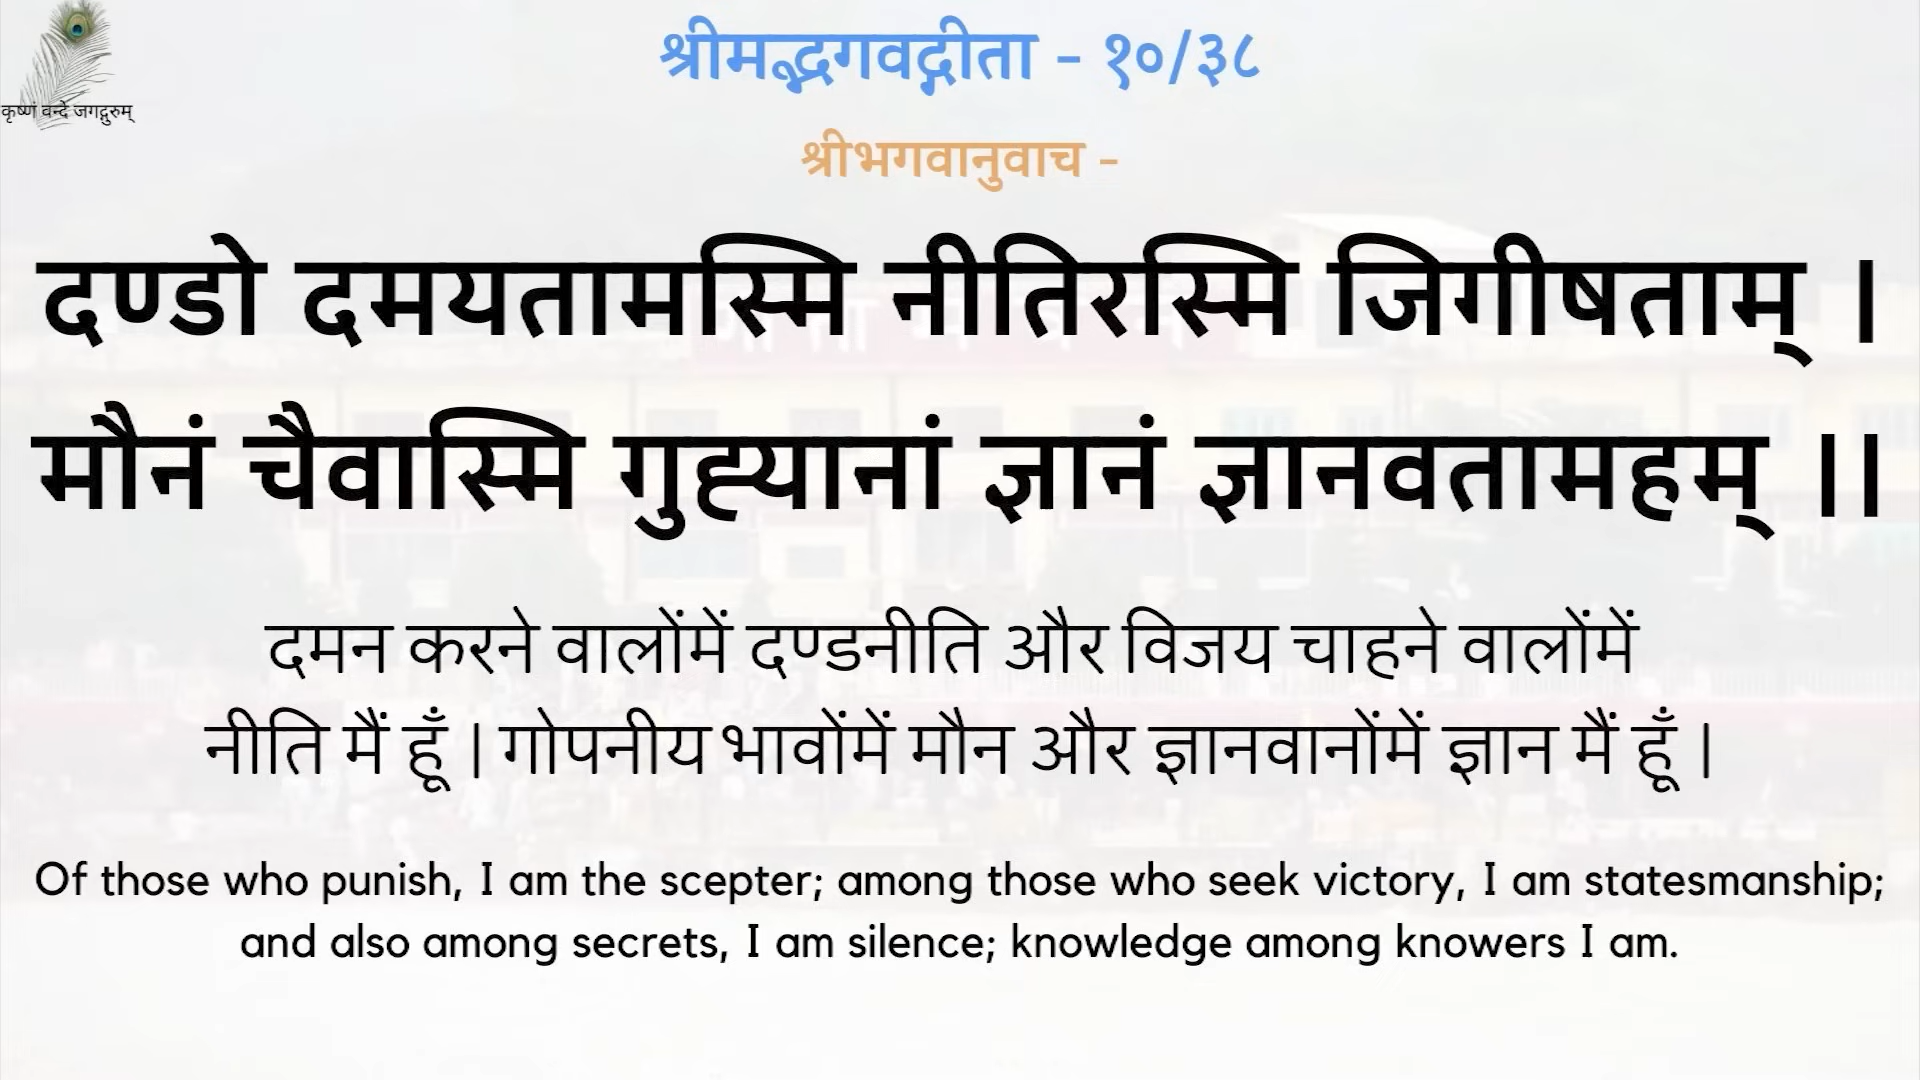 श्रीमद्भगवद्गीता - १०/३८
कृष्णं वन्दे जगद्गुरुम्
श्रीभगवानुवाच -
दण्डो दमयतामस्मि नीतिरस्मि जिगीषताम् ।
मौनं चैवास्मि गुह्यानां ज्ञानं ज्ञानवतामहम् ।।
दमन करने वालोंमें दण्डनीति और विजय चाहने वालोंमें
नीति मैं हूँ | गोपनीय भावोंमें मौन और ज्ञानवानोंमें ज्ञान मैं हूँ |
Of those who punish, I am the scepter; among those who seek victory, I am statesmanship;
and also among secrets, I am silence; knowledge among knowers I am.